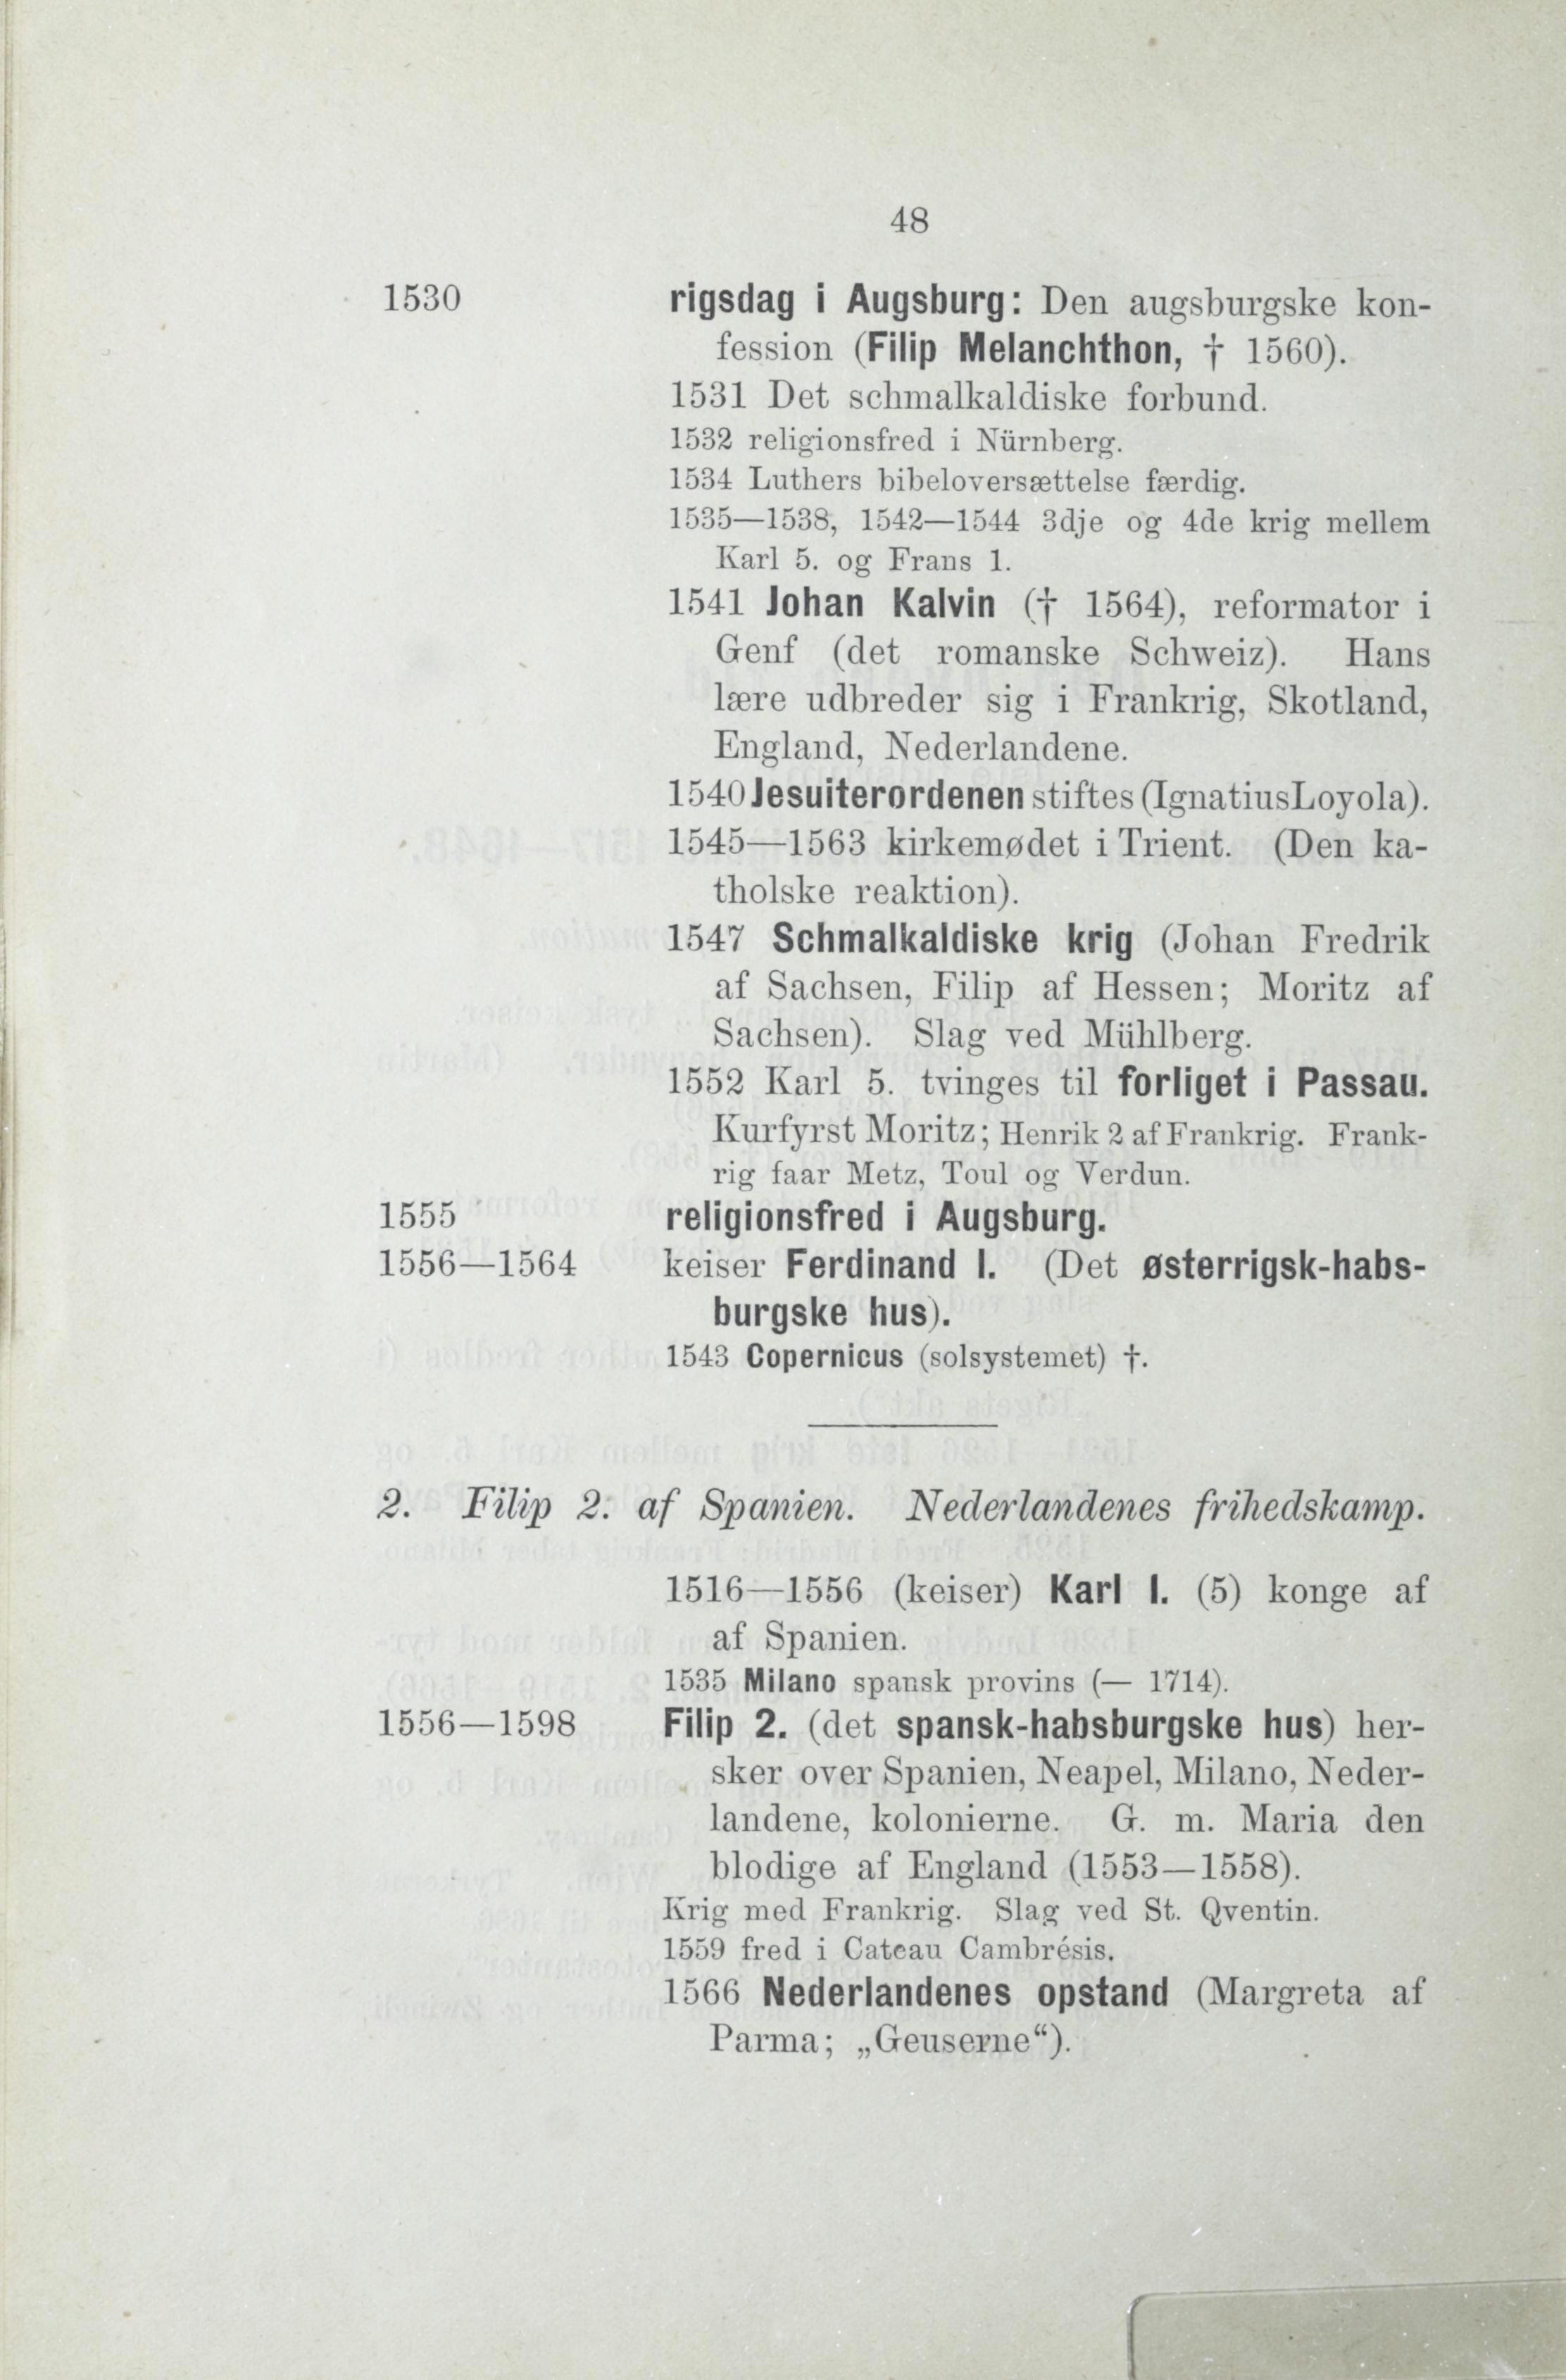 48
1530 rigsdag i Augsburg: Den augsburgske kon-
fession (Filip Melanchthon, † 1560).
1531 Det schmalkaldiske forbund.
1532 religionsfred i Nürnberg.
1534 Luthers bibeloversættelse færdig.
1535—1538, 1542—1544 3dje og 4de krig mellem
Karl 5. og Frans 1.
1541 Johan Kalvin († 1564), reformator i
Genf (det romanske Schweiz). Hans
lære udbreder sig i Frankrig, Skotland,
England, Nederlandene.
1540 Jesuiterordenen stiftes (Ignatius Loyola).
1545—1563 kirkemødet i Trient. (Den ka-
tholske reaktion).
1547 Schmalkaldiske krig (Johan Fredrik
af Sachsen, Filip af Hessen; Moritz af
Sachsen). Slag ved Mühlberg.
1552 Karl 5. tvinges til forliget i Passau.
Kurfyrst Moritz; Henrik 2 af Frankrig. Frank-
rig faar Metz, Toul og Verdun.
1555 religionsfred i Augsburg.
1556—1564 keiser Ferdinand I. (Det østerrigsk-habs-
burgske hus).
1543 Copernicus (solsystemet) †.
2. Filip 2. af Spanien. Nederlandenes frihedskamp.
1516—1556 (keiser) Karl I. (5) konge af
af Spanien.
1535 Milano spansk provins (— 1714).
1556—1598 Filip 2. (det spansk-habsburgske hus) her-
sker over Spanien, Neapel, Milano, Neder-
landene, kolonierne. G. m. Maria den
blodige af England (1553—1558).
Krig med Frankrig. Slag ved St. Qventin.
1559 fred i Cateau Cambrésis.
1566 Nederlandenes opstand (Margreta af
Parma; „Geuserne“).